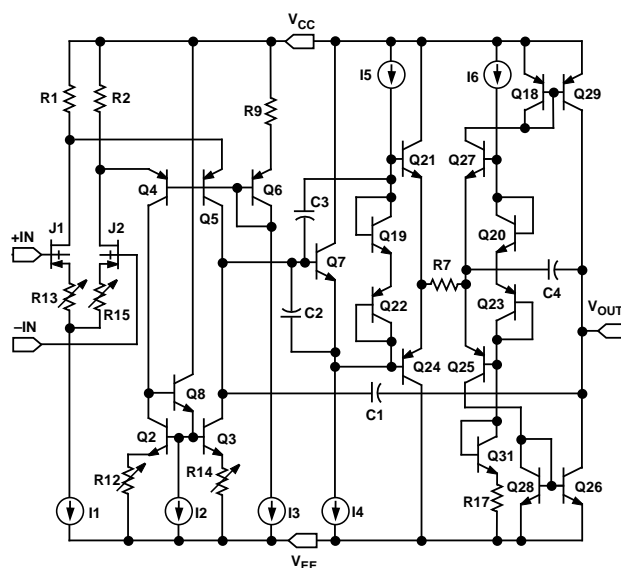 VCC
R1
R2
R9
I5
I6
Q18
Q29
Q21
Q27
Q4
Q5
Q6
C3
+IN
J1
J2
Q19
Q20
Q7
R7
R13
R15
C2
Q22
Q23
C4
VOUT
–IN
Q24
Q25
Q8
C1
Q2
Q3
Q31
R12
R14
R17
Q28
Q26
I1
I2
I3
I4
VEE